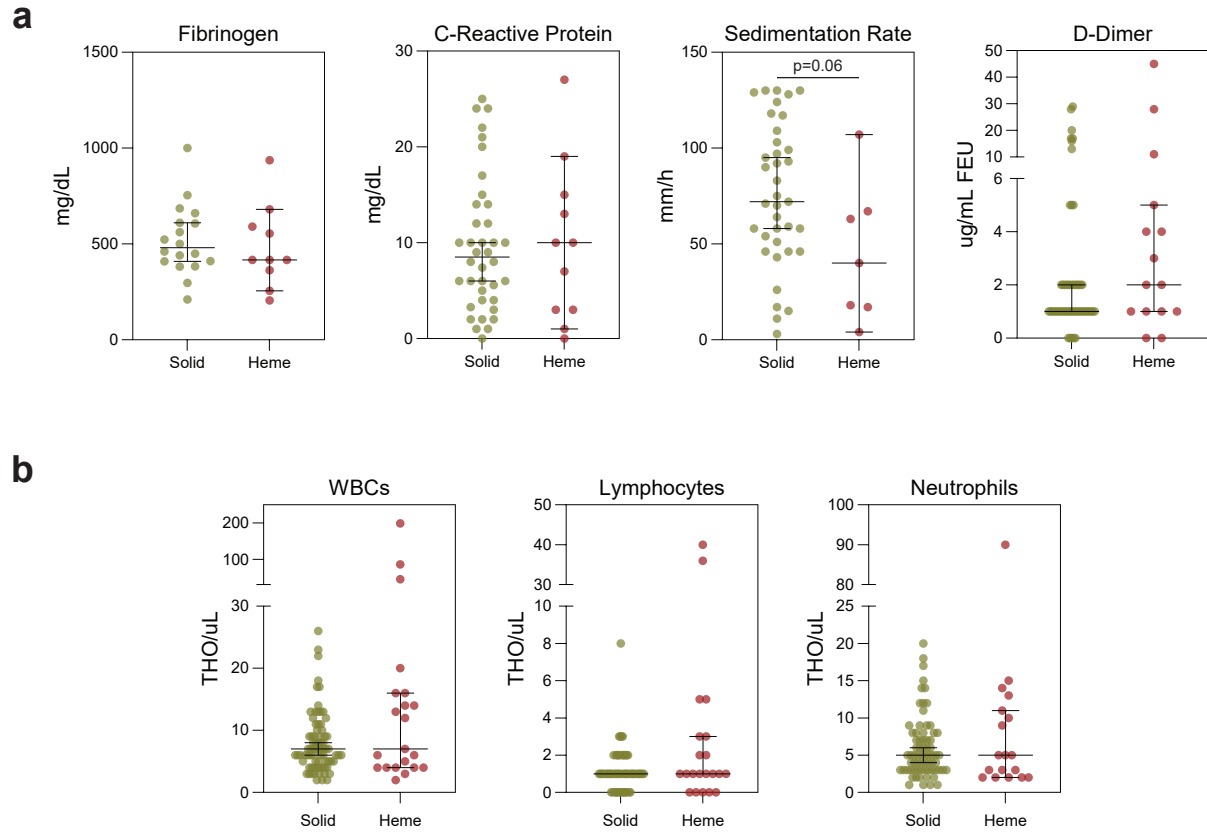 a
Fibrinogen
C-Reactive Protein
Sedimentation Rate
D-Dimer
1500
1000
500
0
mg/dL
Solid
Heme
30
20
10
0
mg/dL
Solid
Heme
150
100
50
0
mm/h
p=0.06
Solid
Heme
50
40
30
20
10
6
4
2
0
ug/mL FEU
Solid
Heme
b
WBCs
Lymphocytes
Neutrophils
200
100
30
20
10
0
THO/uL
Solid
Heme
50
40
30
10
8
6
4
2
0
THO/uL
Solid
Heme
100
90
80
25
20
15
10
5
0
THO/uL
Solid
Heme